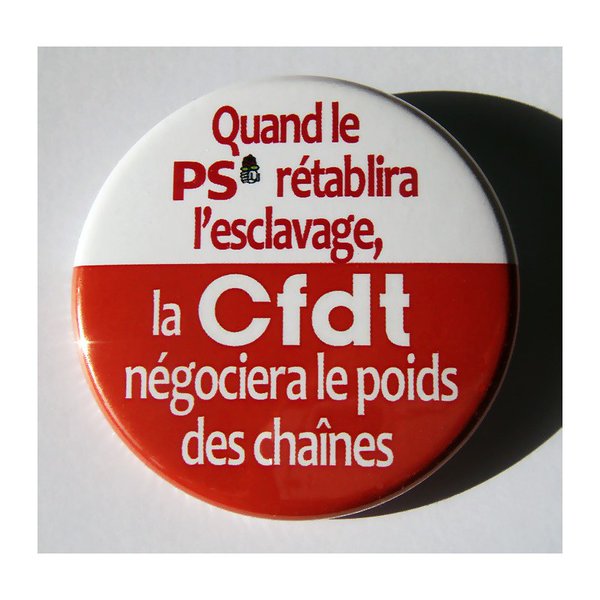 Quand le
PS rétablira
l'esclavage,
la Cfdt
négociera le poids
des chaînes